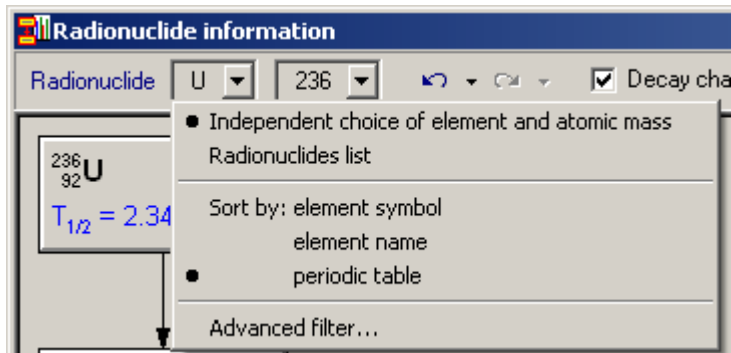 Radionuclide information
Radionuclide U 236 Decay cha
Independent choice of element and atomic mass
Radionuclides list
236
92 U
T1/2 = 2.34
Sort by: element symbol
element name
periodic table
Advanced filter...